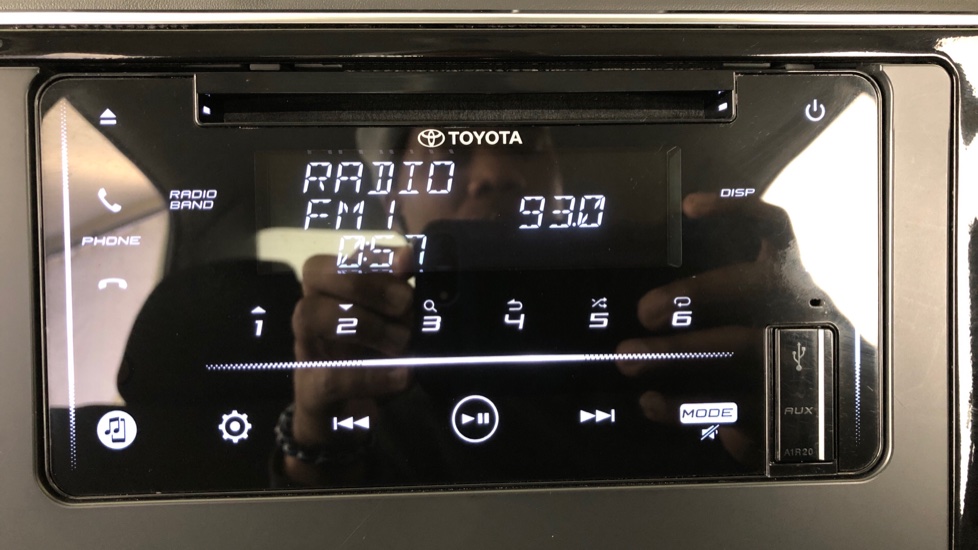 TOYOTA
RADIO
FM1 93.0
0:57
RADIO
BAND
DISP
PHONE
1 2 3 4 5 6
MODE
AUX
A1R20